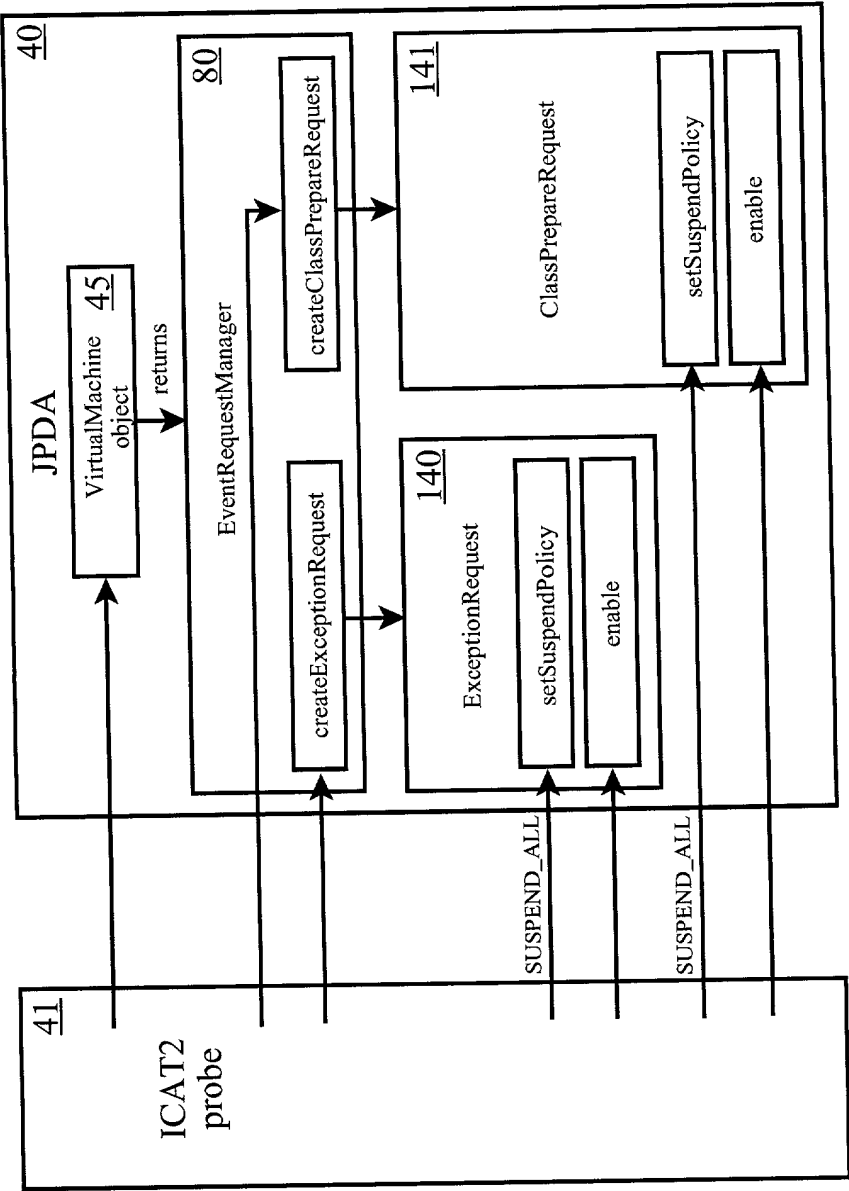 41
ICAT2
probe
SUSPEND_ALL
SUSPEND_ALL
40
JPDA
VirtualMachine
object
45
returns
80
EventRequestManager
createExceptionRequest
createClassPrepareRequest
140
ExceptionRequest
setSuspendPolicy
enable
141
ClassPrepareRequest
setSuspendPolicy
enable